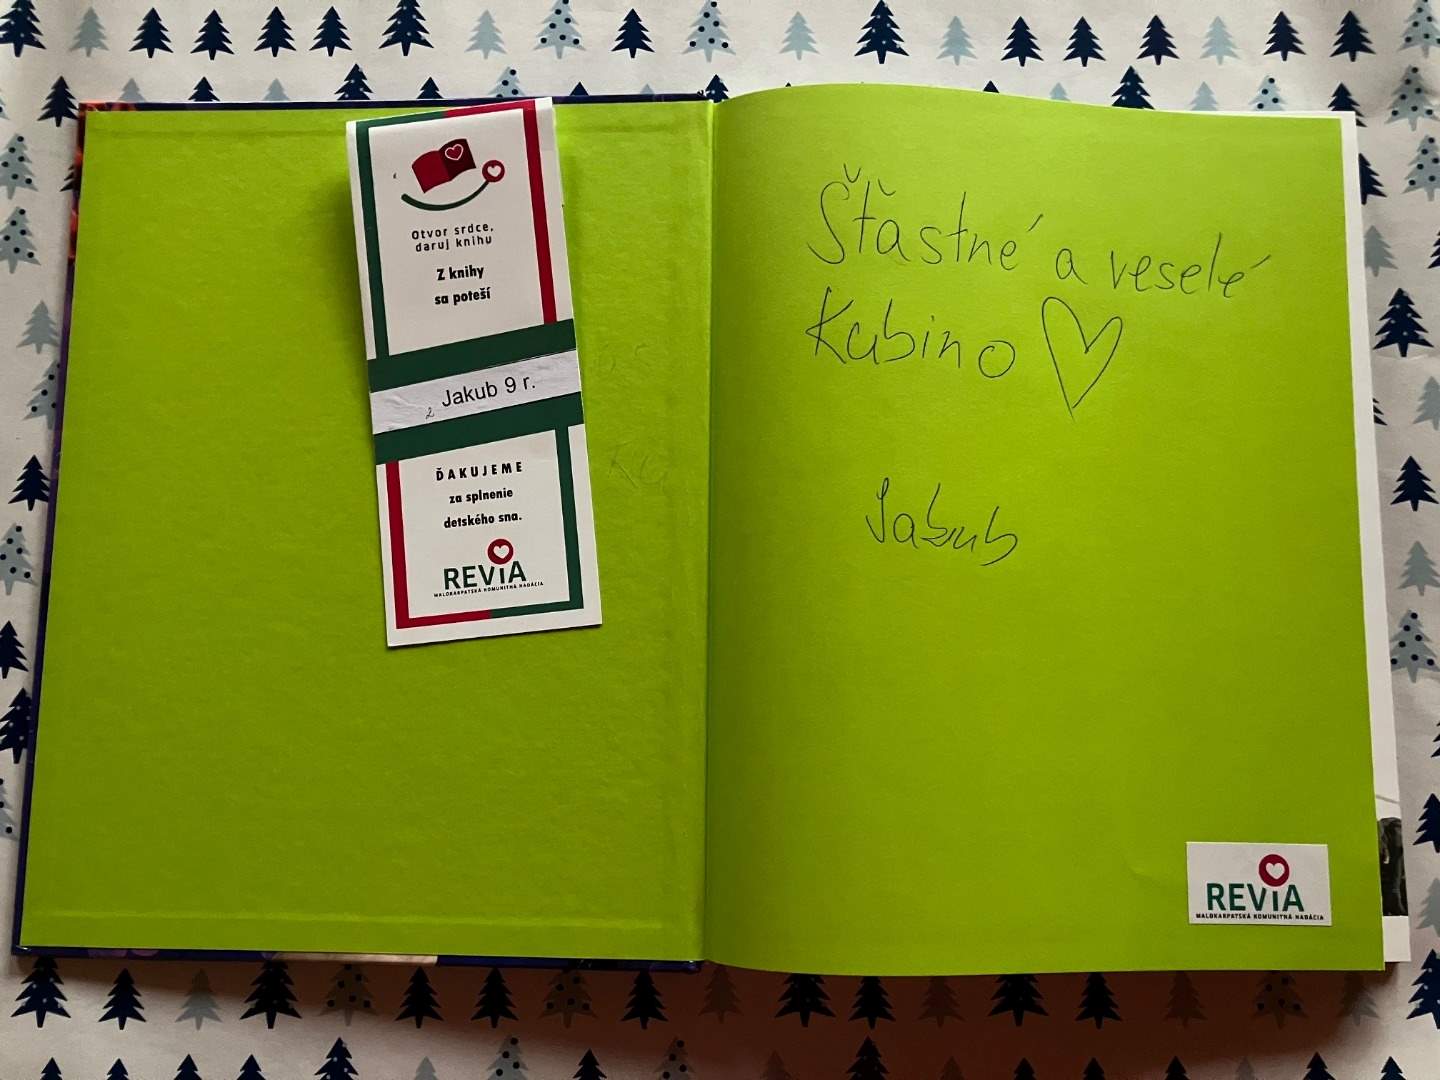 Otvor srdce,
daruj knihu
Z knihy
sa poteší
Jakub 9 r.
ĎAKUJEME
za splnenie
detského sna.
REViA
MALOKARPATSKÁ KOMUNITNÁ NADÁCIA
Šťastné a veselé
Kubino
Jakub
REViA
MALOKARPATSKÁ KOMUNITNÁ NADÁCIA